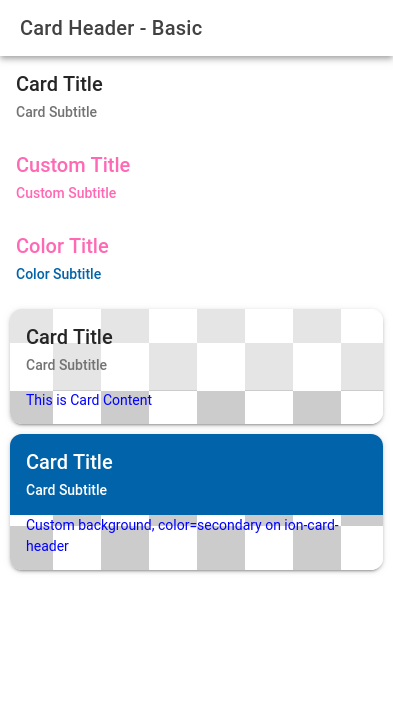 Card Header - Basic
Card Title
Card Subtitle
Custom Title
Custom Subtitle
Color Title
Color Subtitle
Card Title
Card Subtitle
This is Card Content
Card Title
Card Subtitle
Custom background, color=secondary on ion-card-
header